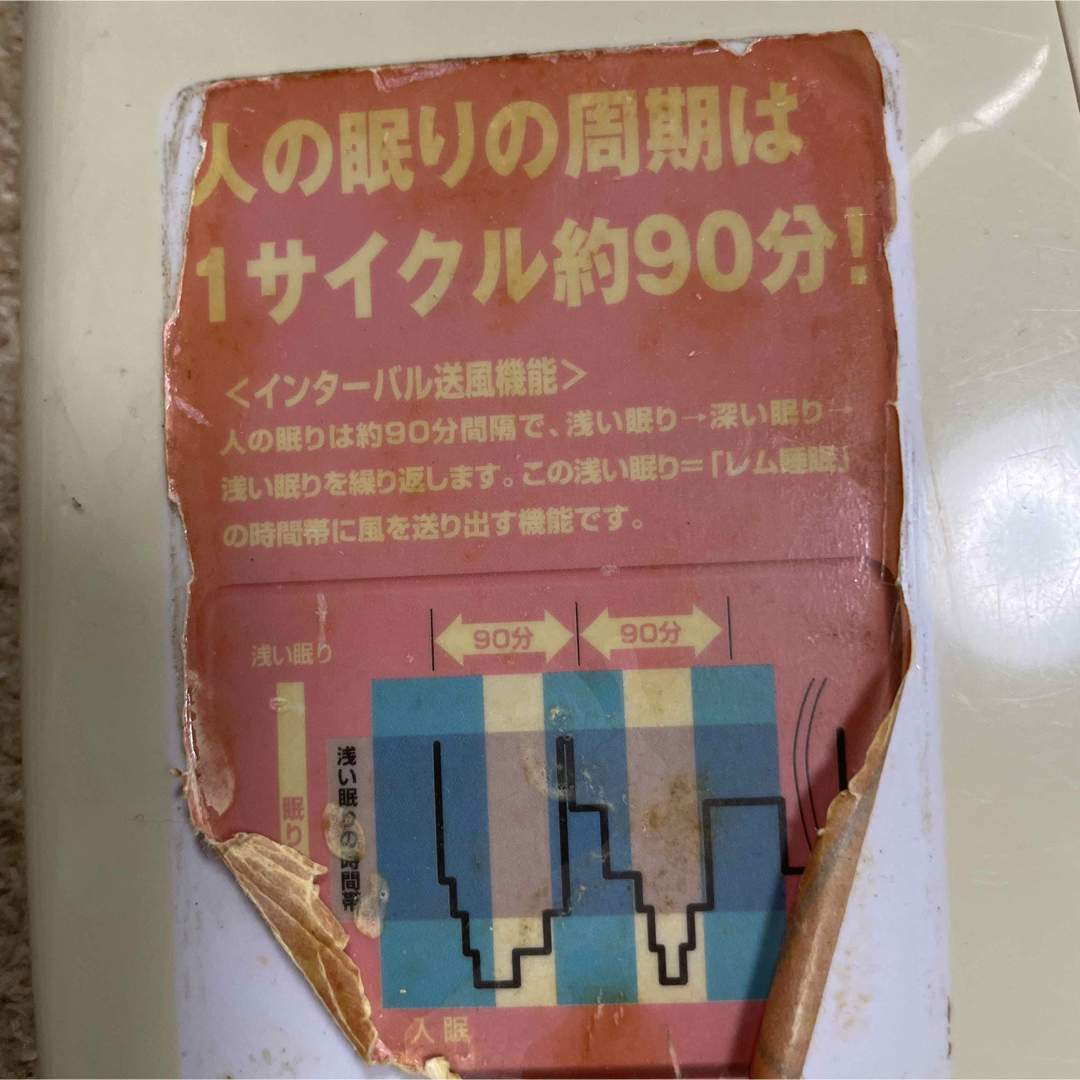 人の眠りの周期は
1サイクル約90分!
＜インターバル送風機能＞
人の眠りは約90分間隔で、浅い眠り→深い眠り→
浅い眠りを繰り返します。この浅い眠り=「レム睡眠」
の時間帯に風を送り出す機能です。
90分
90分
浅い眠り
眠り
浅い眠りの時間帯
入眠